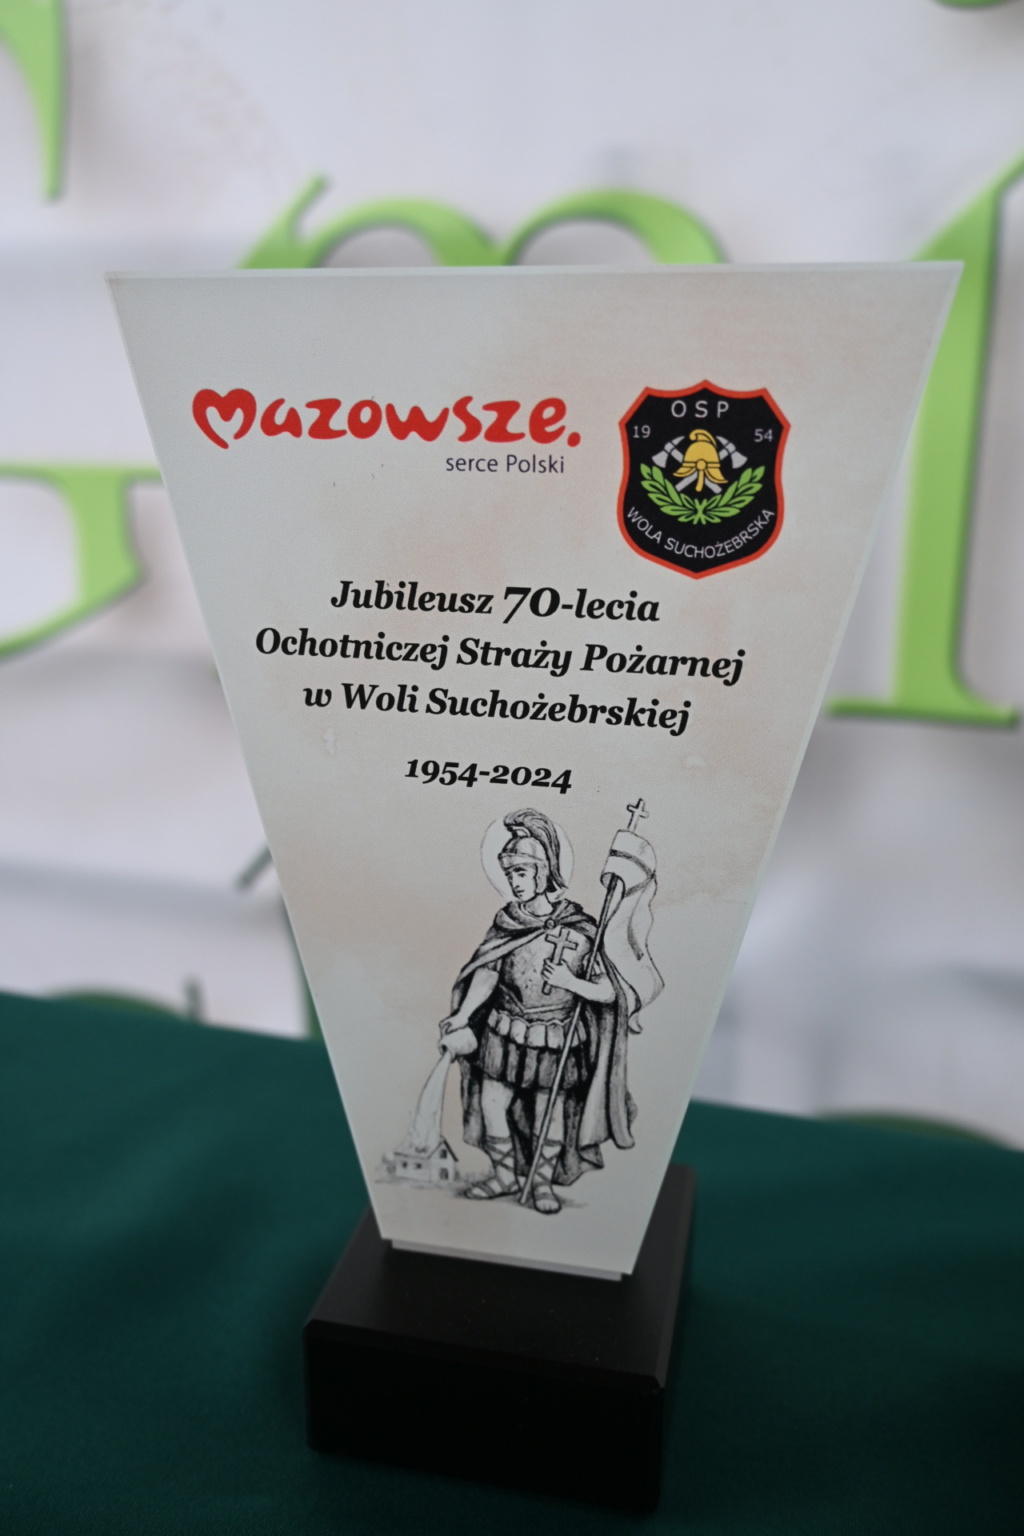 Mazowsze.
serce Polski
OSP
19 54
WOLA SUCHOŻEBRSKA
Jubileusz 70-lecia
Ochotniczej Straży Pożarnej
w Woli Suchożebrskiej
1954-2024